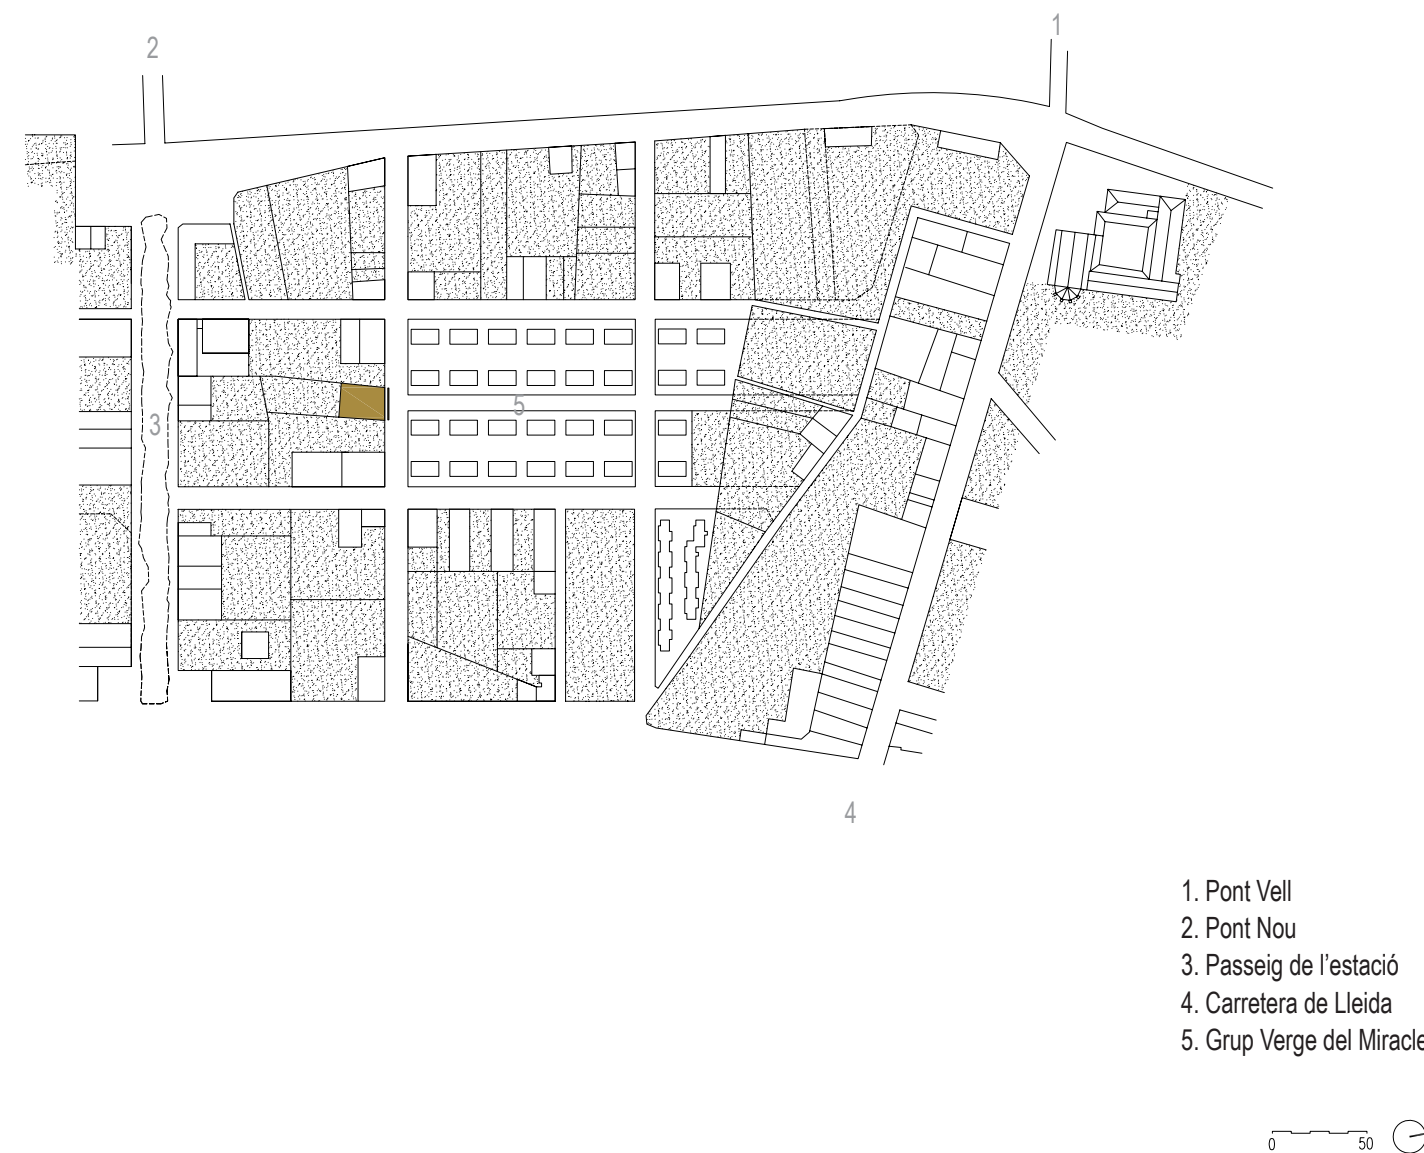 1
2
3
5
4
1. Pont Vell
2. Pont Nou
3. Passeig de l'estació
4. Carretera de Lleida
5. Grup Verge del Miracle
0 50